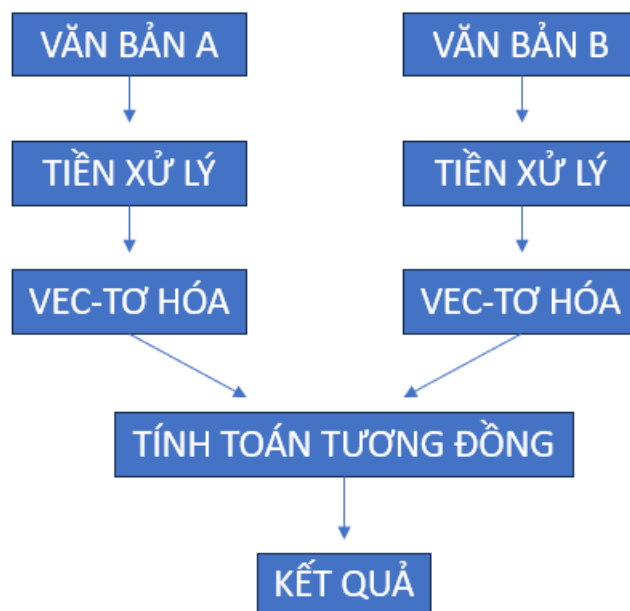 VĂN BẢN A
VĂN BẢN B
TIỀN XỬ LÝ
TIỀN XỬ LÝ
VEC-TƠ HÓA
VEC-TƠ HÓA
TÍNH TOÁN TƯƠNG ĐỒNG
KẾT QUẢ